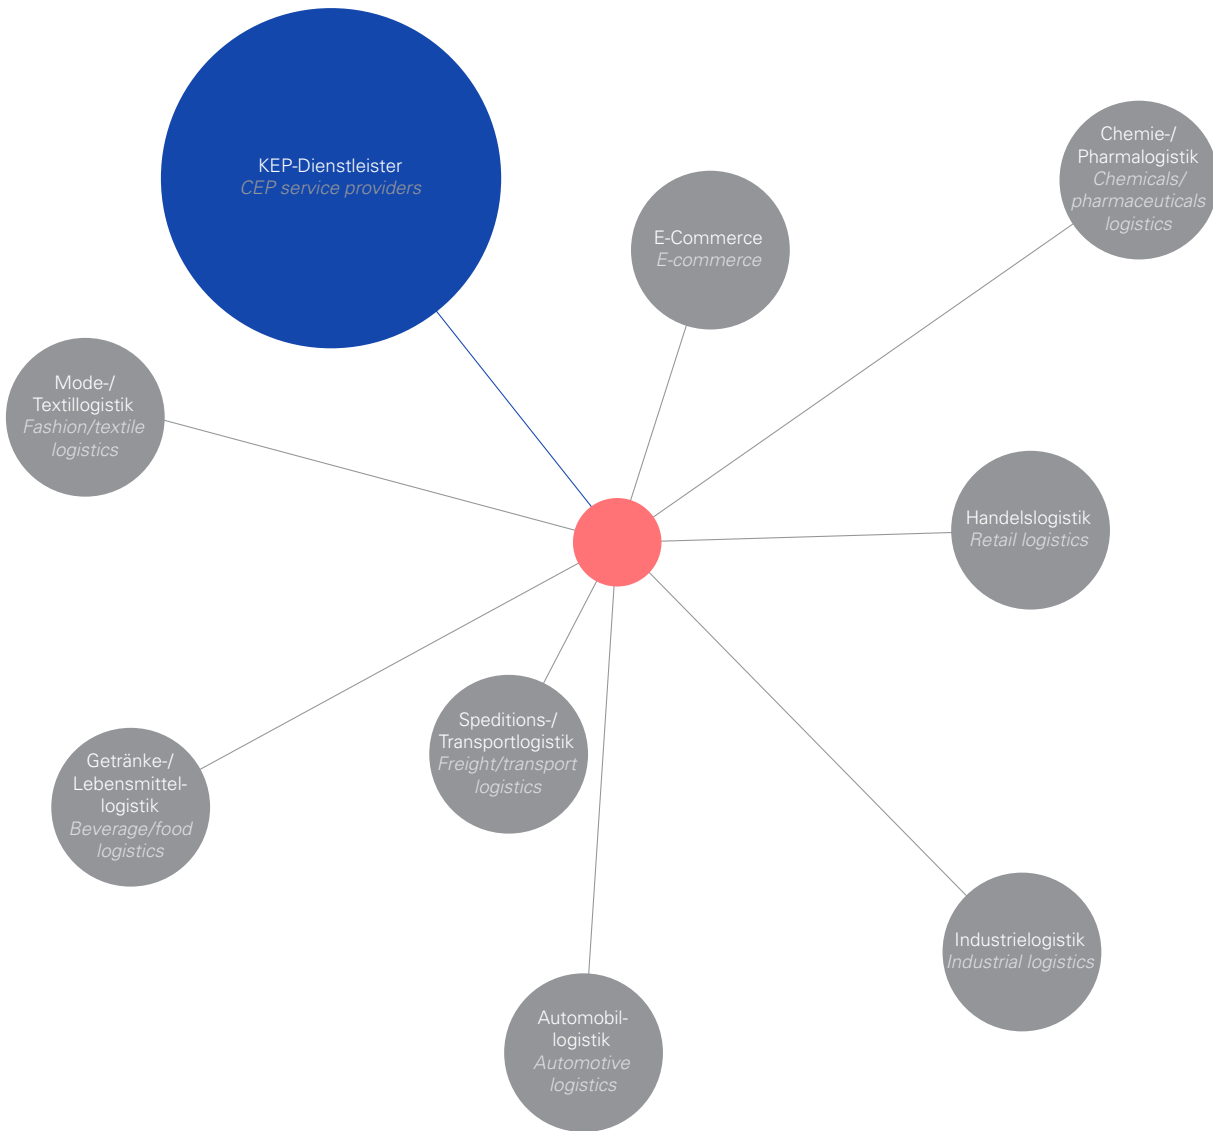 KEP-Dienstleister
CEP service providers
Chemie-/
Pharmalogistik
Chemicals/
pharmaceuticals
logistics
E-Commerce
E-commerce
Mode-/
Textillogistik
Fashion/textile
logistics
Handelslogistik
Retail logistics
Speditions-/
Transportlogistik
Freight/transport
logistics
Getränke-/
Lebensmittel-
logistik
Beverage/food
logistics
Industrielogistik
Industrial logistics
Automobil-
logistik
Automotive
logistics